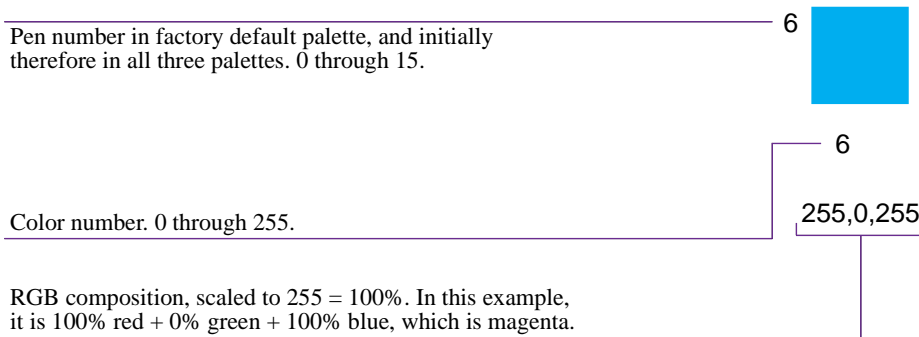 6
Pen number in factory default palette, and initially
therefore in all three palettes. 0 through 15.
6
Color number. 0 through 255.
255,0,255
RGB composition, scaled to 255 = 100%. In this example,
it is 100% red + 0% green + 100% blue, which is magenta.